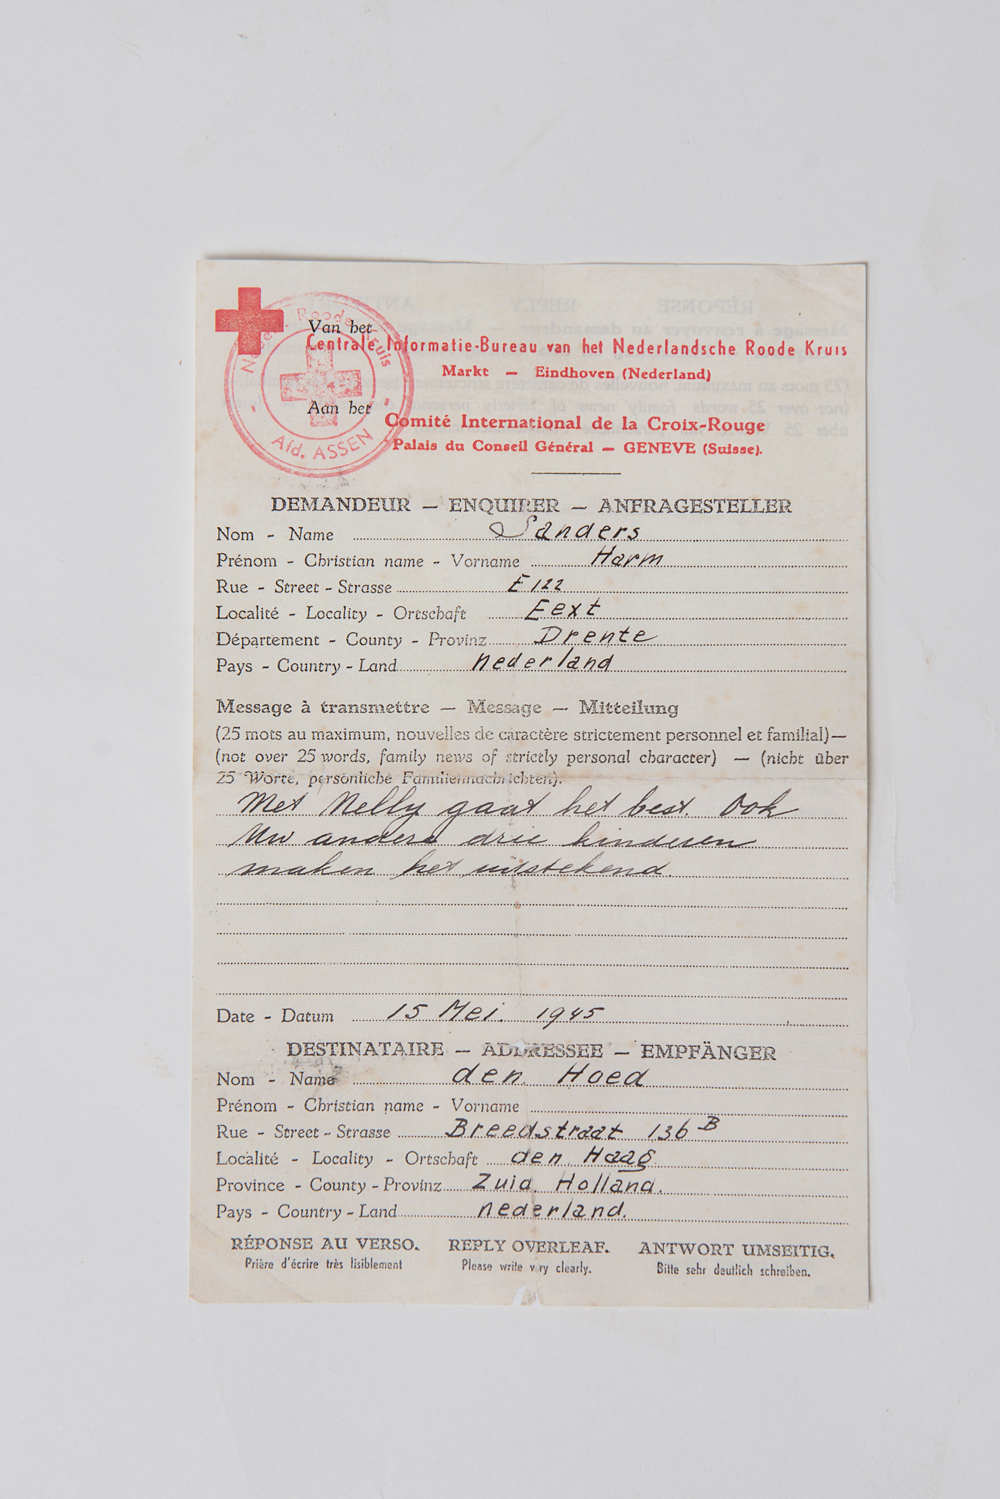 Van het
Centrale Informatie-Bureau van het Nederlandsche Roode Kruis
Markt — Eindhoven (Nederland)
Aan het
Comité International de la Croix-Rouge
Palais du Conseil Général — GENEVE (Suisse).
Roode Kruis
Afd. ASSEN
DEMANDEUR — ENQUIRER — ANFRAGESTELLER
Nom - Name Sanders
Prénom - Christian name - Vorname Harm
Rue - Street - Strasse E 122
Localité - Locality - Ortschaft Eext
Département - County - Provinz Drente
Pays - Country - Land Nederland
Message à transmettre — Message — Mitteilung
(25 mots au maximum, nouvelles de caractère strictement personnel et familial) —
(not over 25 words, family news of strictly personal character) — (nicht über
25 Worte, persönliche Familiennachrichten).
Met Nelly gaat het best. Ook
Uw andere drie kinderen
maken het uitstekend
Date - Datum 15 Mei. 1945
DESTINATAIRE — ADDRESSEE — EMPFÄNGER
Nom - Name den Hoed
Prénom - Christian name - Vorname
Rue - Street - Strasse Breedstraat 136 B
Localité - Locality - Ortschaft den Haag
Province - County - Provinz Zuid. Holland.
Pays - Country - Land nederland.
RÉPONSE AU VERSO. REPLY OVERLEAF. ANTWORT UMSEITIG.
Prière d'écrire très lisiblement Please write very clearly. Bitte sehr deutlich schreiben.